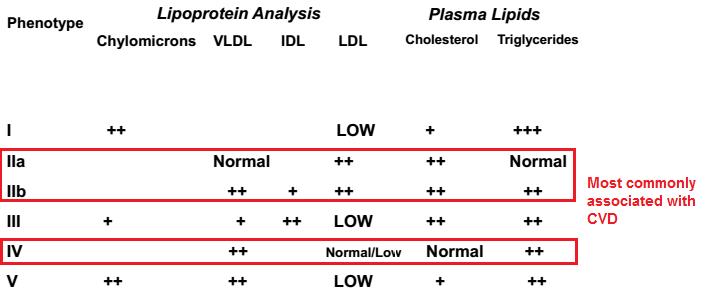 Lipoprotein Analysis Plasma Lipids
Phenotype
Chylomicrons VLDL IDL LDL Cholesterol Triglycerides
I ++ LOW + +++
IIa Normal ++ ++ Normal
IIb ++ + ++ ++ ++
Most commonly
associated with
CVD
III + + ++ LOW ++ ++
IV ++ Normal/Low Normal ++
V ++ ++ LOW + ++